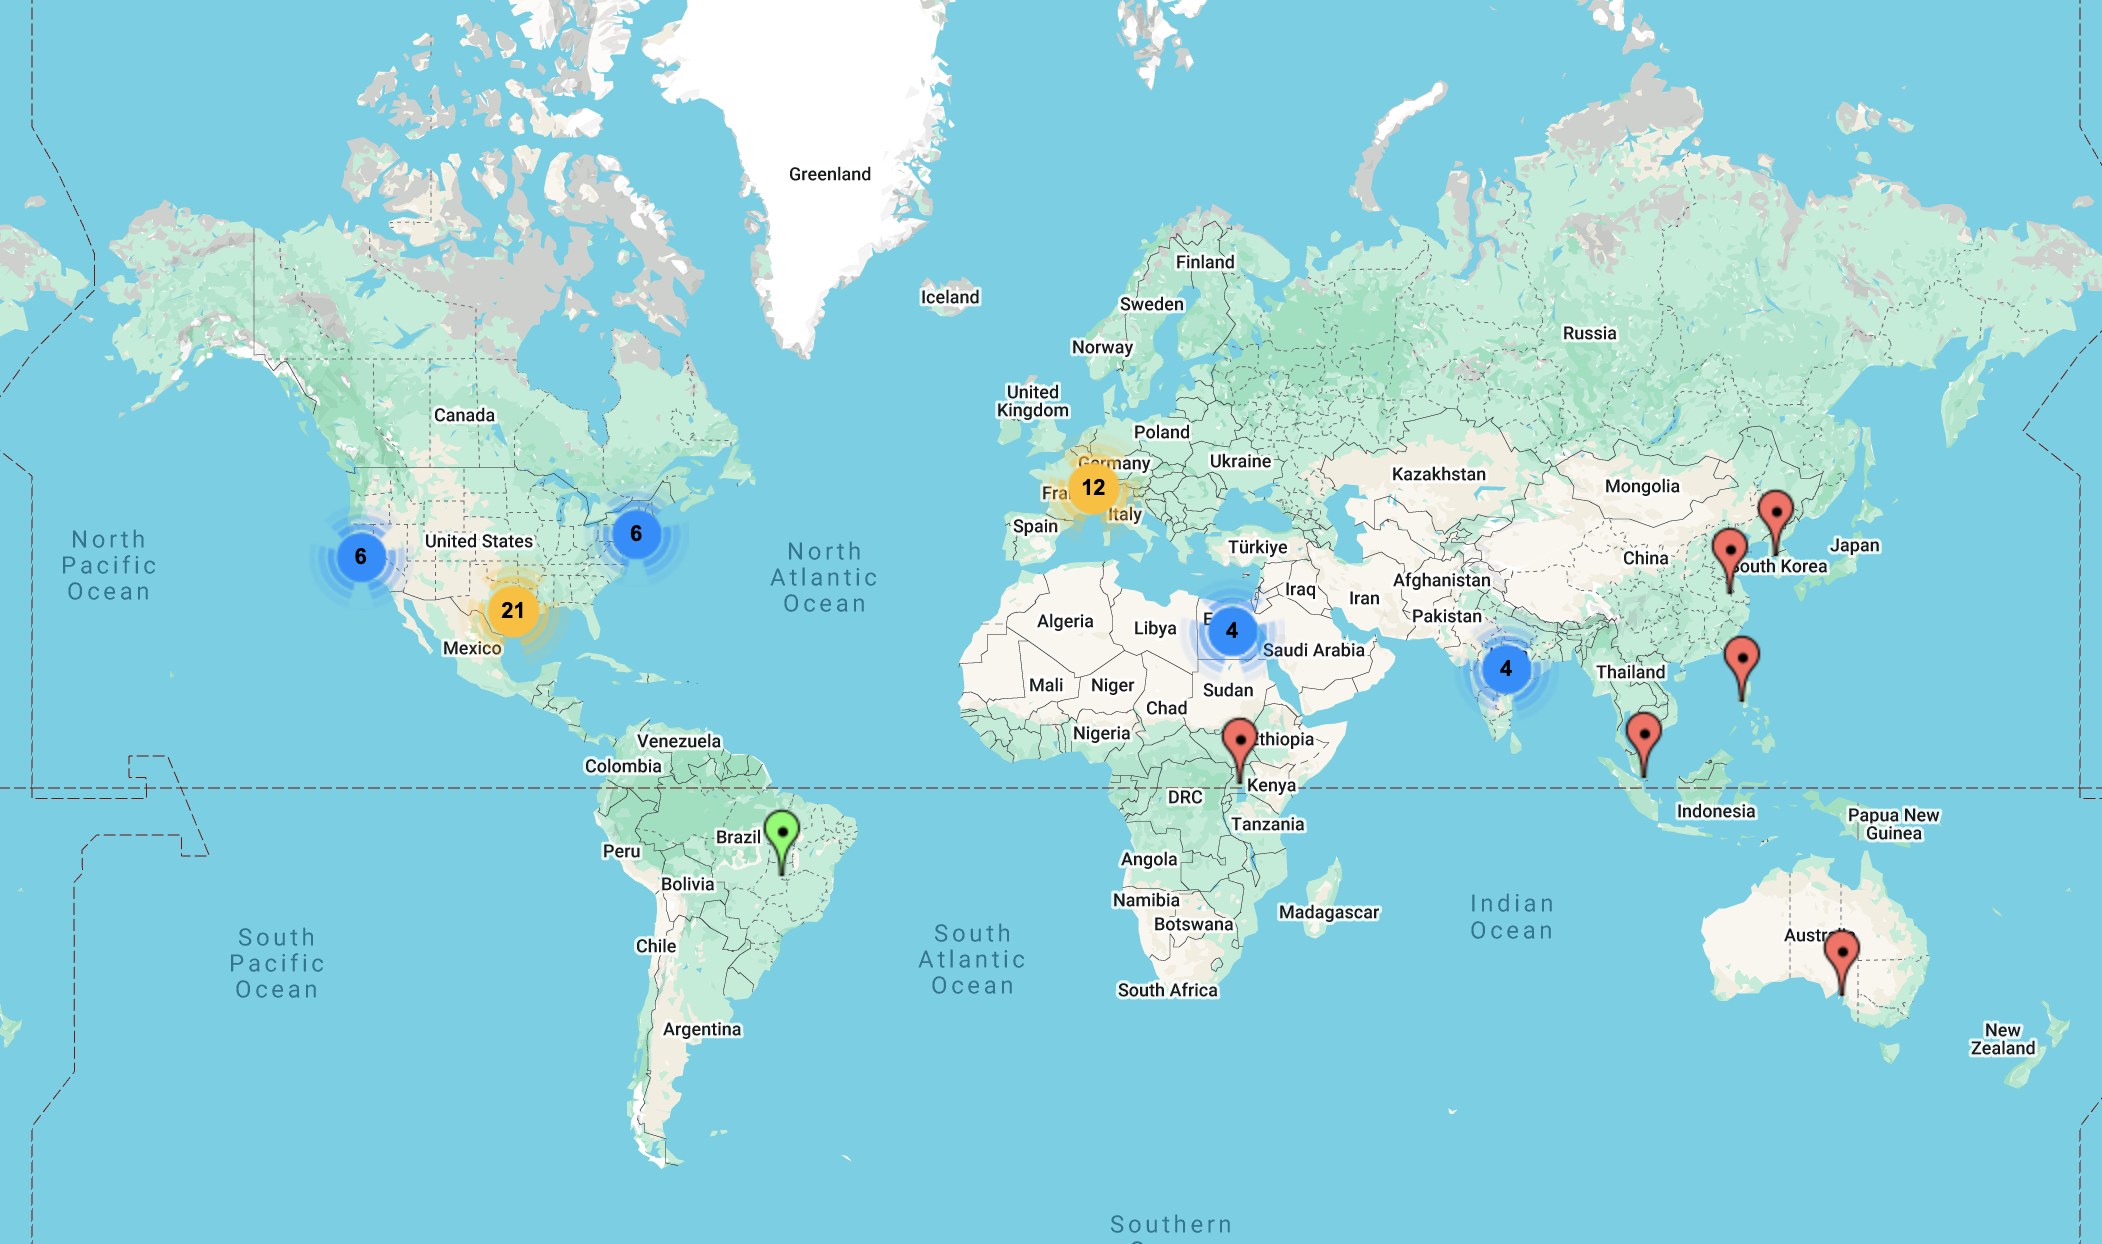 Greenland
Finland
Iceland
Sweden
Russia
Norway
United
Kingdom
Canada
Poland
Germany
Ukraine
Kazakhstan
12
Mongolia
Italy
Spain
North
Pacific
Ocean
6
United States
6
North
Atlantic
Ocean
Türkiye
China
Japan
South Korea
Afghanistan
Iraq
Iran
21
Pakistan
Algeria
Libya
4
Mexico
Saudi Arabia
4
Thailand
Mali
Niger
Sudan
Chad
Nigeria
Ethiopia
Venezuela
Colombia
Kenya
DRC
Indonesia
Papua New
Guinea
Tanzania
Brazil
Peru
Angola
Bolivia
Namibia
Madagascar
Botswana
Indian
Ocean
Australia
South
Pacific
Ocean
Chile
South
Atlantic
Ocean
South Africa
Argentina
New
Zealand
Southern